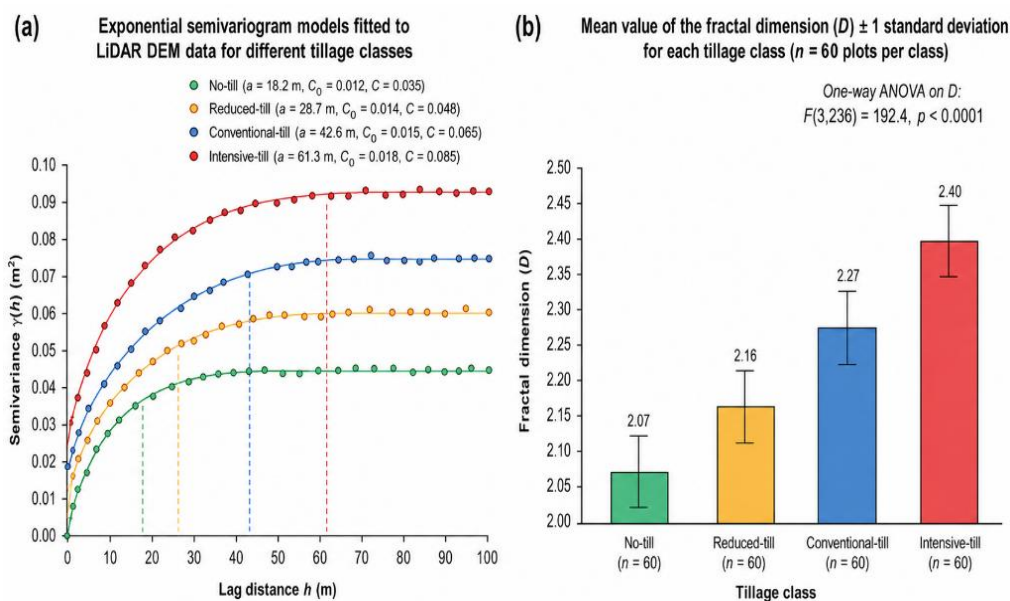 (a)
Exponential semivariogram models fitted to
LiDAR DEM data for different tillage classes
No-till (a = 18.2 m, C₀ = 0.012, C = 0.035)
Reduced-till (a = 28.7 m, C₀ = 0.014, C = 0.048)
Conventional-till (a = 42.6 m, C₀ = 0.015, C = 0.065)
Intensive-till (a = 61.3 m, C₀ = 0.018, C = 0.085)
Semivariance γ(h) (m²)
0.10
0.09
0.08
0.07
0.06
0.05
0.04
0.03
0.02
0.01
0.00
0 10 20 30 40 50 60 70 80 90 100
Lag distance h (m)
(b)
Mean value of the fractal dimension (D) ± 1 standard deviation
for each tillage class (n = 60 plots per class)
One-way ANOVA on D:
F(3,236) = 192.4, p < 0.0001
Fractal dimension (D)
2.50
2.45
2.40
2.35
2.30
2.25
2.20
2.15
2.10
2.05
2.00
2.07
2.16
2.27
2.40
No-till Reduced-till Conventional-till Intensive-till
(n = 60) (n = 60) (n = 60) (n = 60)
Tillage class